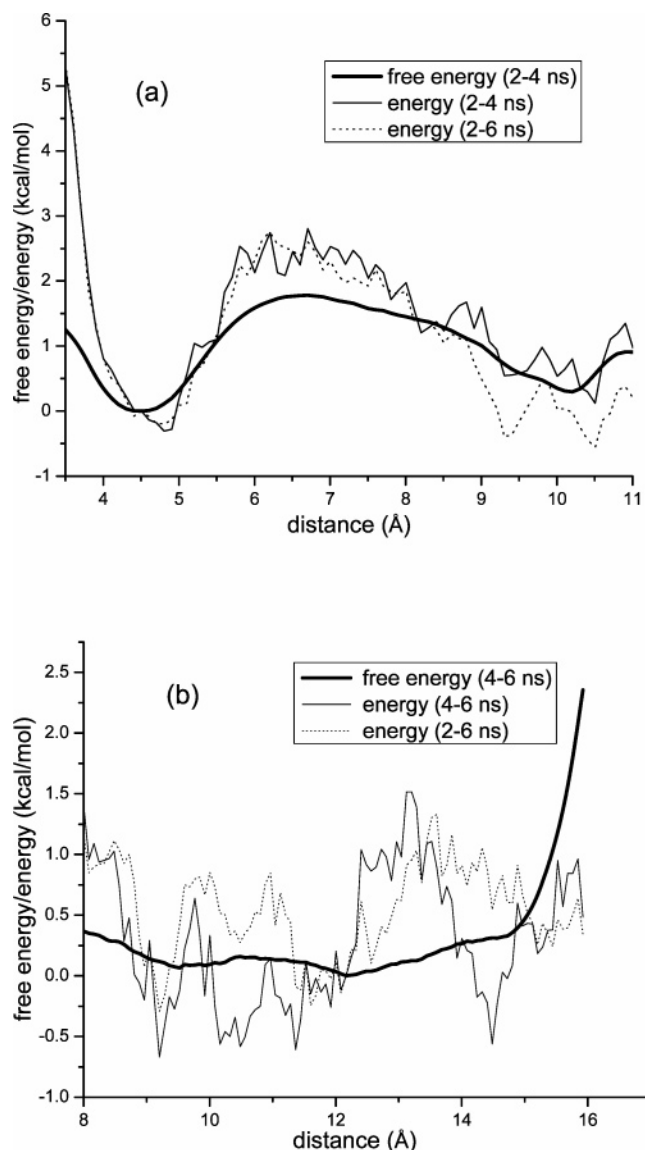 6
5
4
3
2
1
0
-1
free energy/energy (kcal/mol)
(a)
free energy (2-4 ns)
energy (2-4 ns)
energy (2-6 ns)
4 5 6 7 8 9 10 11
distance (Å)
2.5
2.0
1.5
1.0
0.5
0.0
-0.5
-1.0
free energy/energy (kcal/mol)
(b)
free energy (4-6 ns)
energy (4-6 ns)
energy (2-6 ns)
8 10 12 14 16
distance (Å)